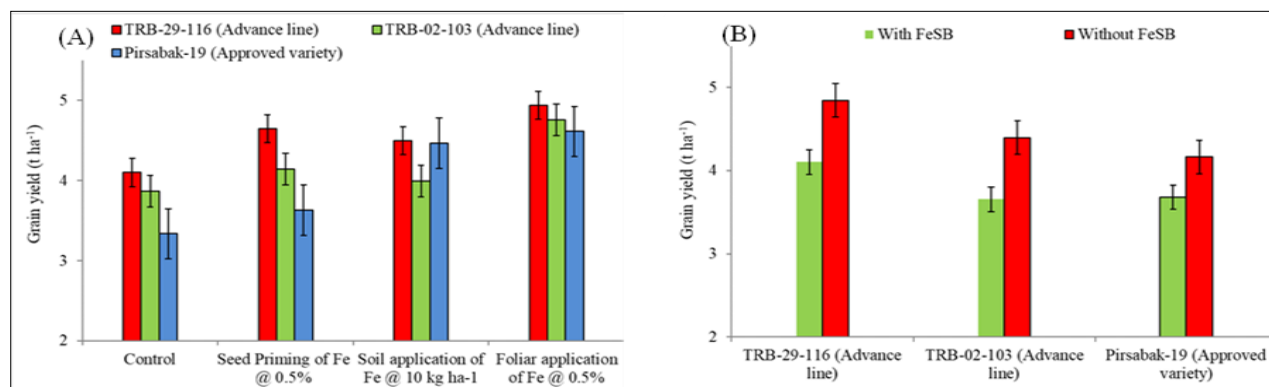 (A)
TRB-29-116 (Advance line)
TRB-02-103 (Advance line)
Pirsabak-19 (Approved variety)
Grain yield (t ha-1)
5
4
3
2
Control
Seed Priming of Fe
@ 0.5%
Soil application of
Fe @ 10 kg ha-1
Foliar application
of Fe @ 0.5%
(B)
With FeSB
Without FeSB
Grain yield (t ha-1)
5
4
3
2
TRB-29-116 (Advance
line)
TRB-02-103 (Advance
line)
Pirsabak-19 (Approved
variety)